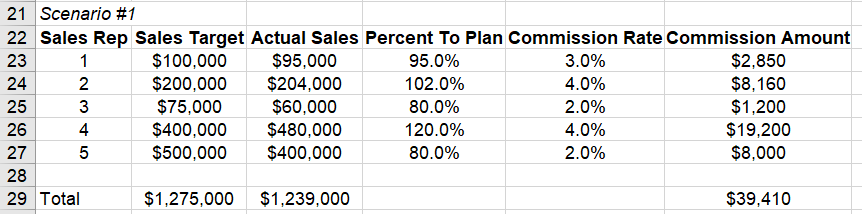 21 Scenario #1
22 Sales Rep Sales Target Actual Sales Percent To Plan Commission Rate Commission Amount
23 1 $100,000 $95,000 95.0% 3.0% $2,850
24 2 $200,000 $204,000 102.0% 4.0% $8,160
25 3 $75,000 $60,000 80.0% 2.0% $1,200
26 4 $400,000 $480,000 120.0% 4.0% $19,200
27 5 $500,000 $400,000 80.0% 2.0% $8,000
28
29 Total $1,275,000 $1,239,000 $39,410